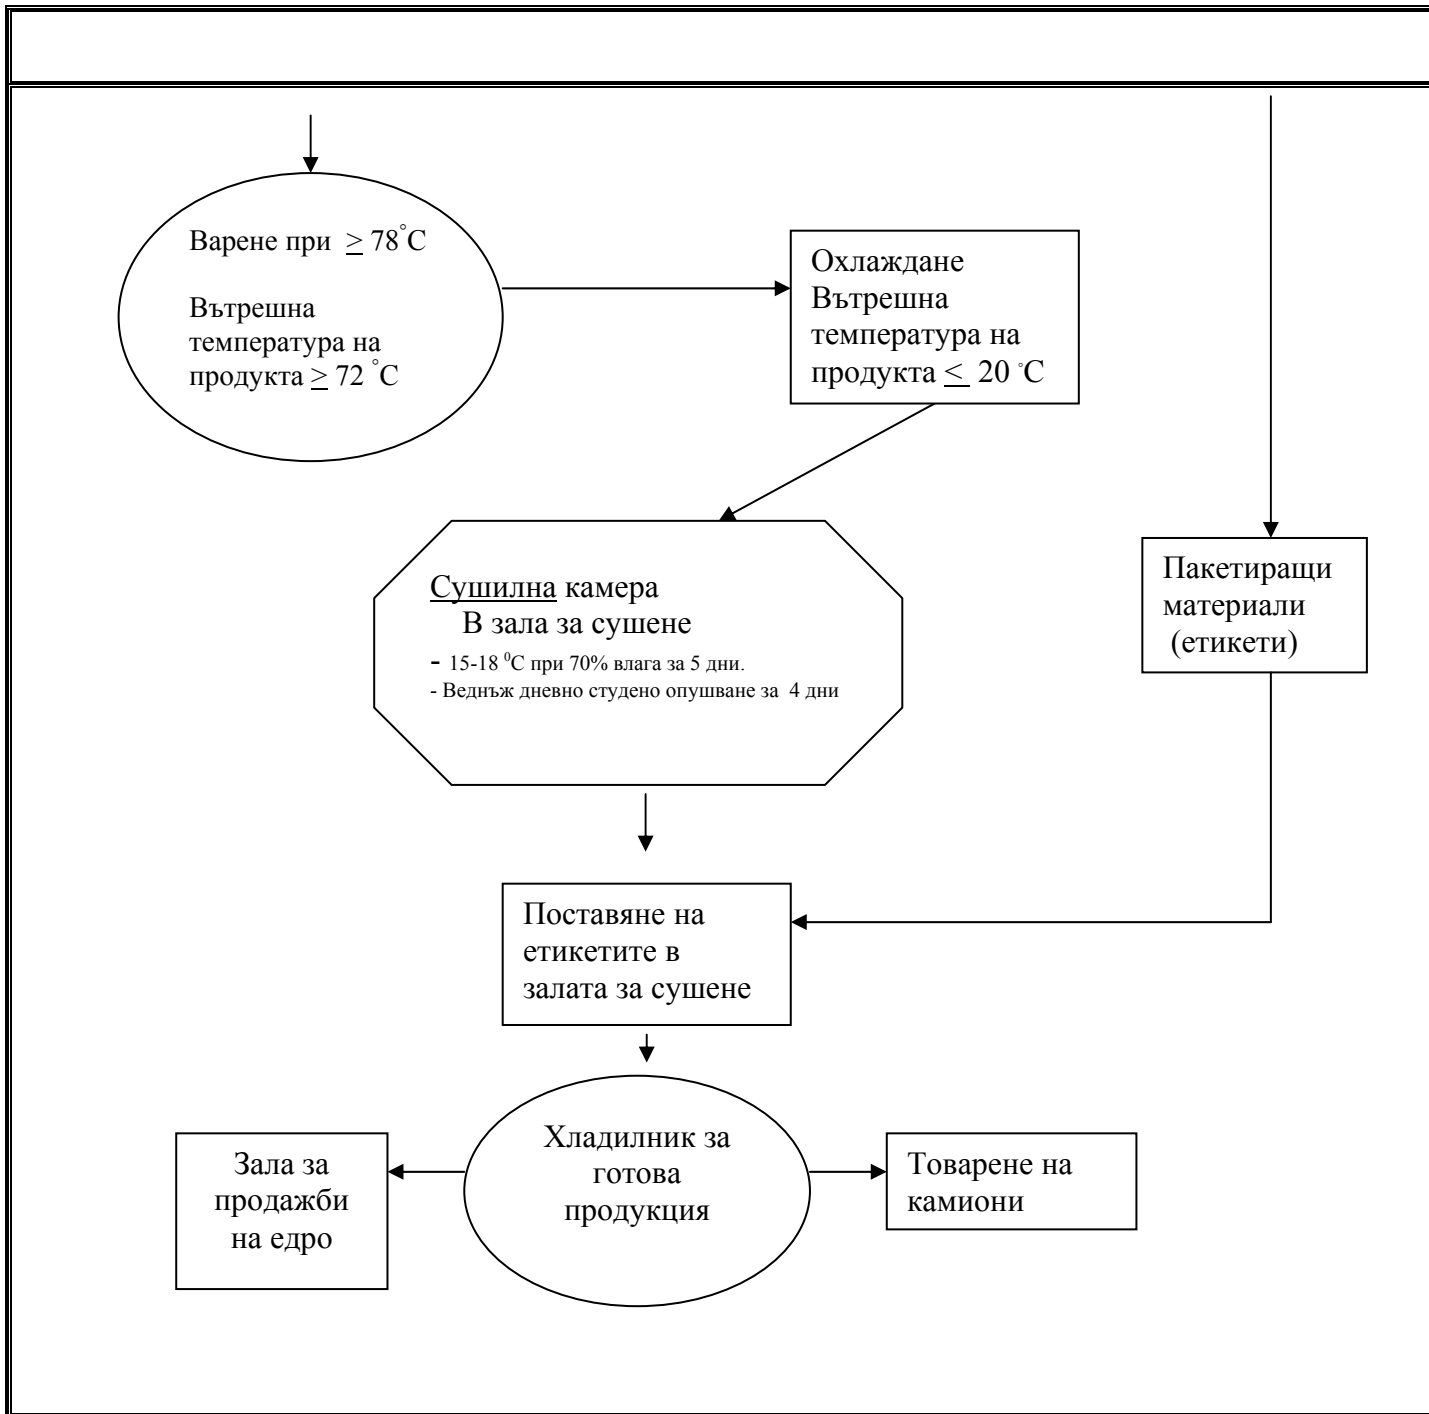 Варене при ≥ 78°C
Вътрешна
температура на
продукта ≥ 72 °C
Охлаждане
Вътрешна
температура на
продукта ≤ 20 °C
Сушилна камера
В зала за сушене
- 15-18 ⁰C при 70% влага за 5 дни.
- Веднъж дневно студено опушване за 4 дни
Пакетиращи
материали
(етикети)
Поставяне на
етикетите в
залата за сушене
Зала за
продажби
на едро
Хладилник за
готова
продукция
Товарене на
камиони